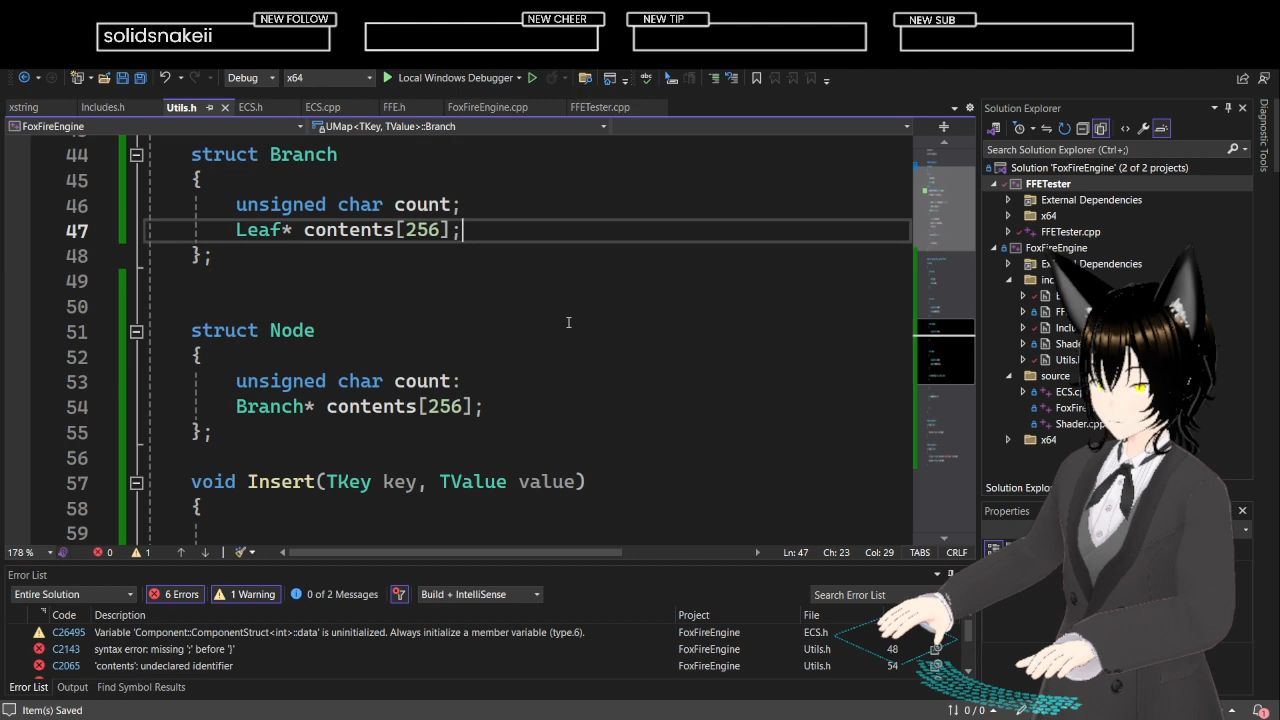 NEW FOLLOW
solidsnakeii
NEW CHEER
NEW TIP
NEW SUB
Debug
x64
Local Windows Debugger
xstring
Includes.h
Utils.h
ECS.h
ECS.cpp
FFE.h
FoxFireEngine.cpp
FFETester.cpp
FoxFireEngine
UMap<TKey, TValue>::Branch
44 struct Branch
45 {
46 unsigned char count;
47 Leaf* contents[256];
48 };
49
50
51 struct Node
52 {
53 unsigned char count:
54 Branch* contents[256];
55 };
56
57 void Insert(TKey key, TValue value)
58 {
59
178 %
0
1
Ln: 47 Ch: 23 Col: 29 TABS CRLF
Error List
Entire Solution
6 Errors
1 Warning
0 of 2 Messages
Build + IntelliSense
Search Error List
Code Description Project File
C26495 Variable 'Component::ComponentStruct<int>::data' is uninitialized. Always initialize a member variable (type.6). FoxFireEngine ECS.h
C2143 syntax error: missing ';' before '}' FoxFireEngine Utils.h 48
C2065 'contents': undeclared identifier FoxFireEngine Utils.h 54
Error List Output Find Symbol Results
Item(s) Saved
0 / 0
Solution Explorer
Search Solution Explorer (Ctrl+;)
Solution 'FoxFireEngine' (2 of 2 projects)
FFETester
External Dependencies
x64
FFETester.cpp
FoxFireEngine
External Dependencies
source
x64
Properties
Diagnostic Tools
1